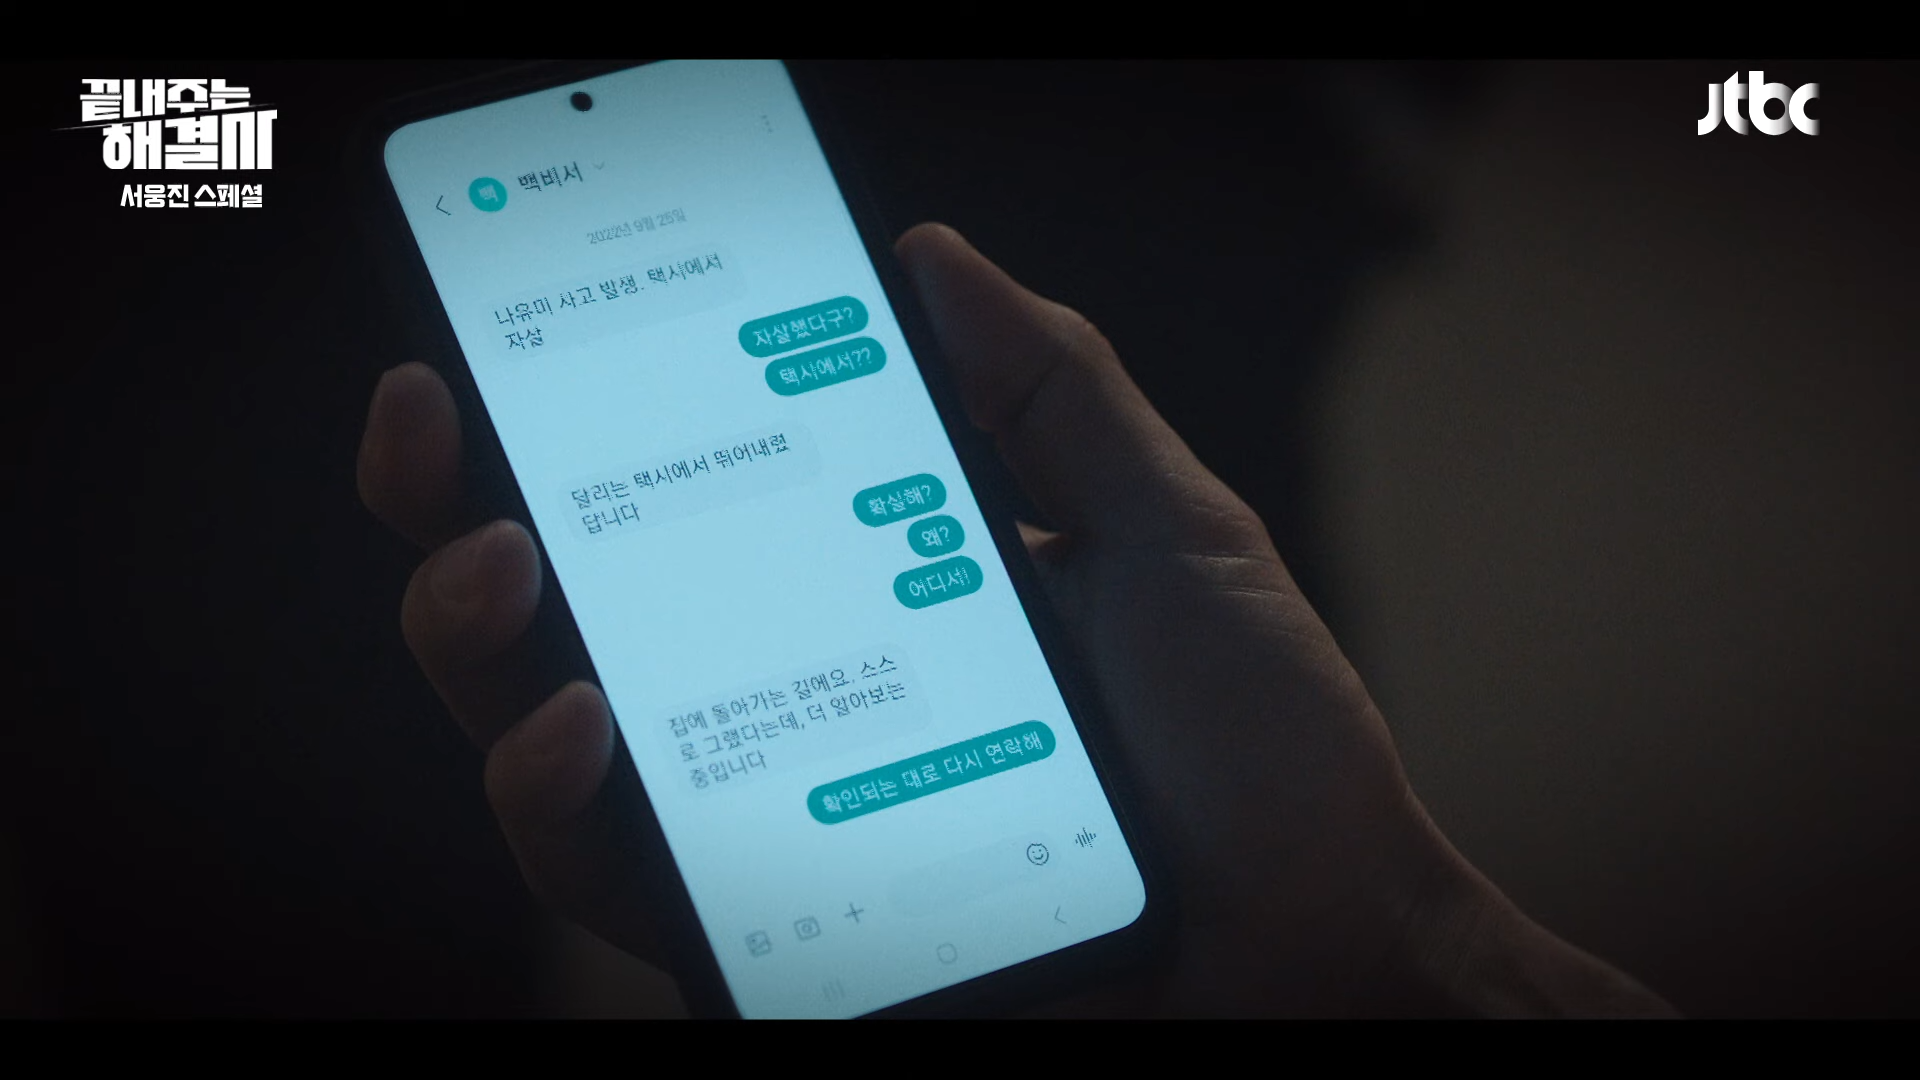 끝내주는
해결사
서웅진 스페셜
jtbc
백 백비서
2022년 9월 25일
나유미 사고 발생. 택시에서
자살
자살했다구?
택시에서??
달리는 택시에서 뛰어내렸
답니다
확실해?
왜?
어디서!
집에 돌아가는 길에요. 스스
로 그랬다는데, 더 알아보는
중입니다
확인되는 대로 다시 연락해